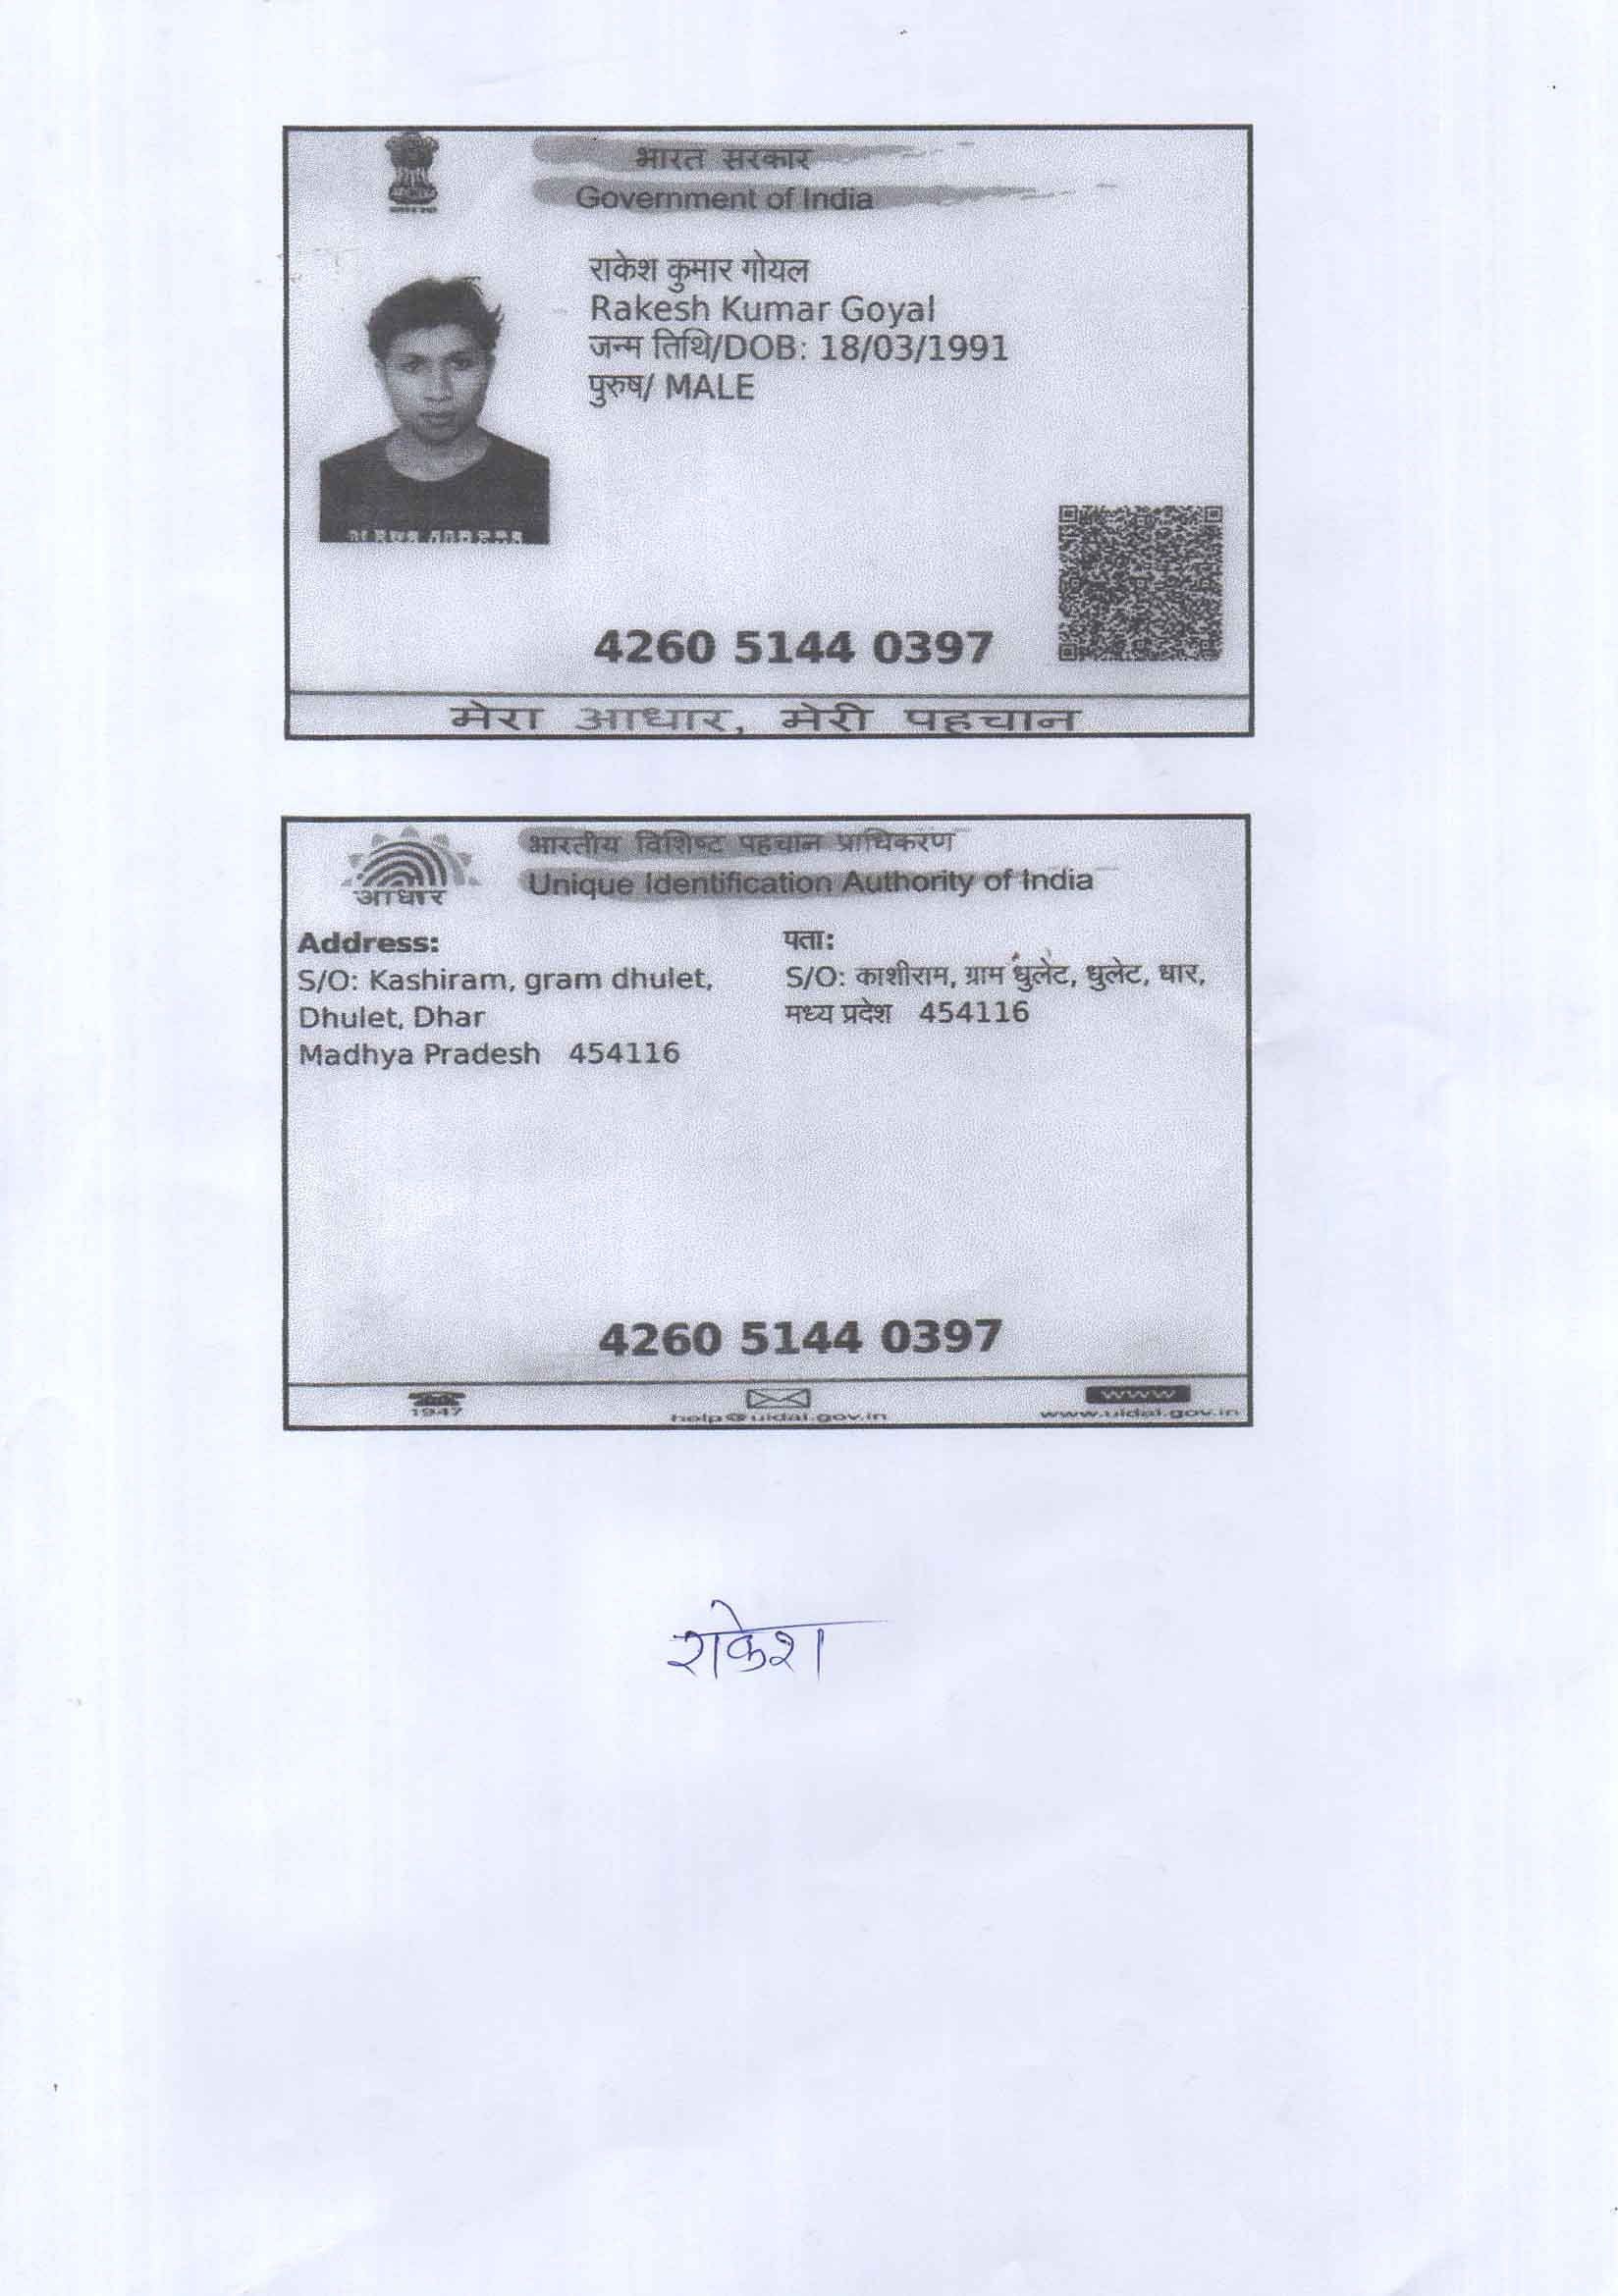 भारत सरकार
Government of India
राकेश कुमार गोयल
Rakesh Kumar Goyal
जन्म तिथि/DOB: 18/03/1991
पुरुष/ MALE
4260 5144 0397
मेरा आधार, मेरी पहचान
भारतीय विशिष्ट पहचान प्राधिकरण
Unique Identification Authority of India
आधार
Address:
S/O: Kashiram, gram dhulet,
Dhulet, Dhar
Madhya Pradesh 454116
पता:
S/O: काशीराम, ग्राम धुलेट, धुलेट, धार,
मध्य प्रदेश 454116
4260 5144 0397
1947
help@uidai.gov.in
www
www.uidai.gov.in
राकेश